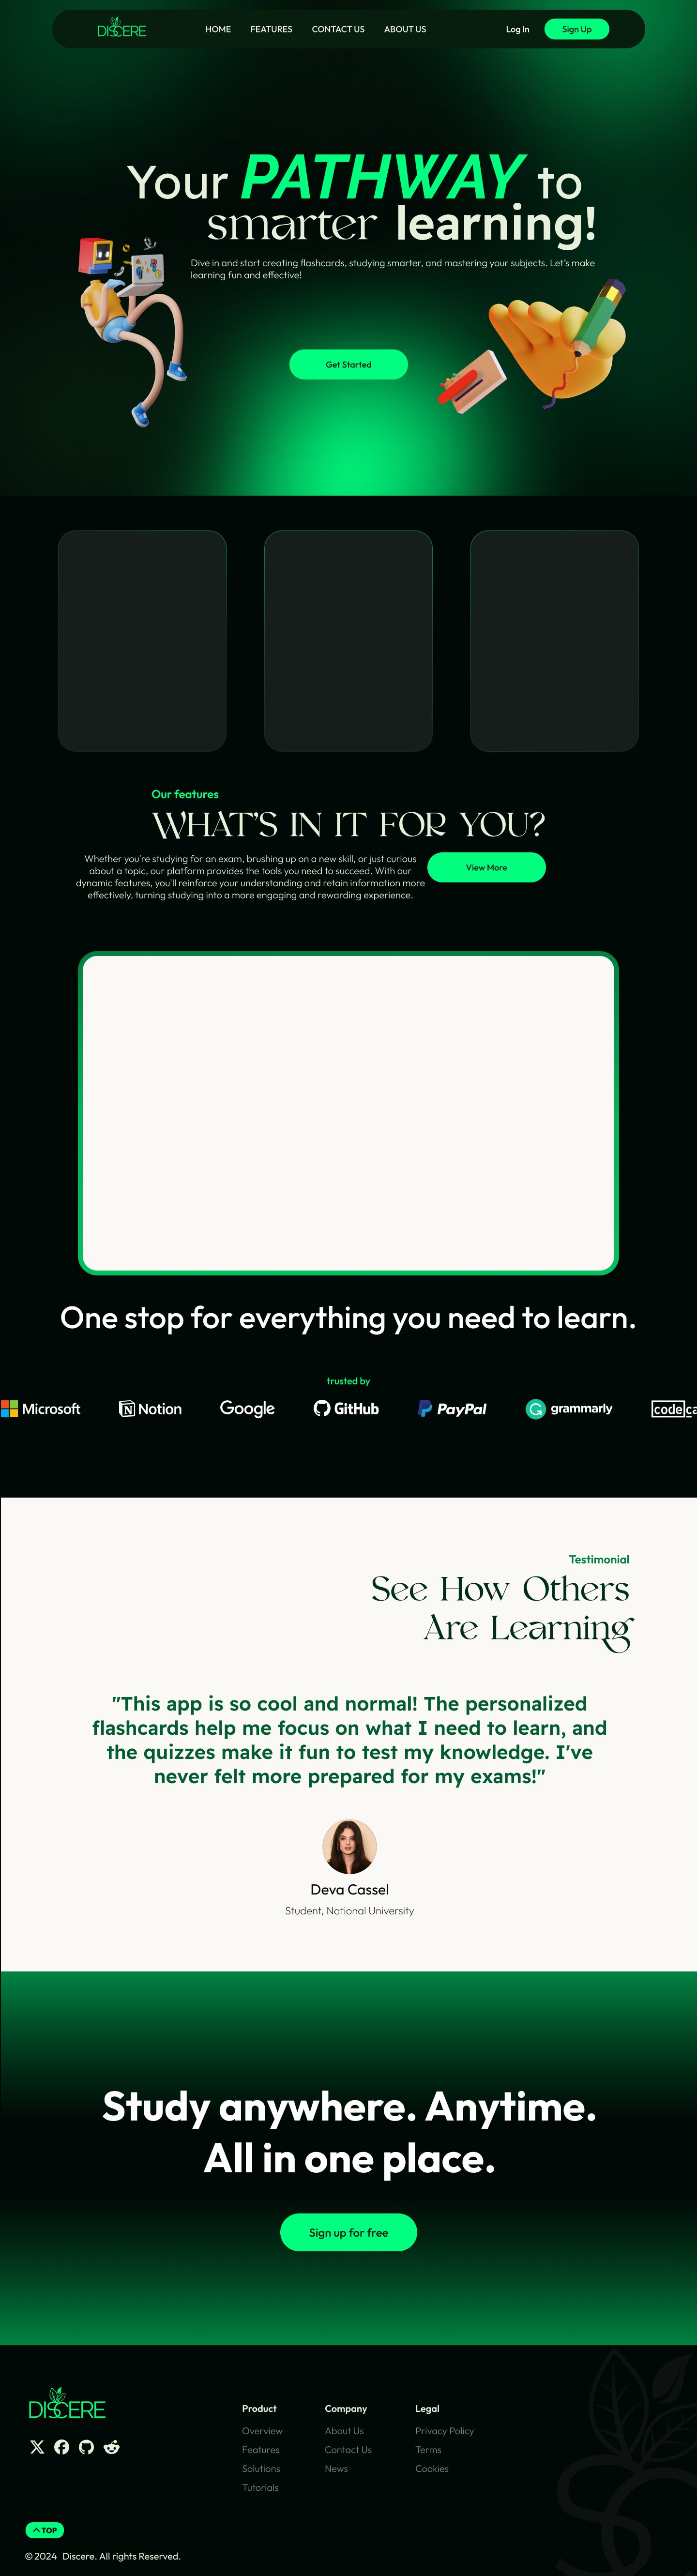 DISCERE
HOME FEATURES CONTACT US ABOUT US
Log In
Sign Up
Your PATHWAY to
smarter learning!
Dive in and start creating flashcards, studying smarter, and mastering your subjects. Let's make
learning fun and effective!
Get Started
Our features
WHAT'S IN IT FOR YOU?
Whether you're studying for an exam, brushing up on a new skill, or just curious
about a topic, our platform provides the tools you need to succeed. With our
dynamic features, you'll reinforce your understanding and retain information more
effectively, turning studying into a more engaging and rewarding experience.
View More
One stop for everything you need to learn.
trusted by
Microsoft Notion Google GitHub PayPal grammarly codeca
Testimonial
See How Others
Are Learning
"This app is so cool and normal! The personalized
flashcards help me focus on what I need to learn, and
the quizzes make it fun to test my knowledge. I've
never felt more prepared for my exams!"
Deva Cassel
Student, National University
Study anywhere. Anytime.
All in one place.
Sign up for free
DISCERE
Product
Overview
Features
Solutions
Tutorials
Company
About Us
Contact Us
News
Legal
Privacy Policy
Terms
Cookies
TOP
© 2024 Discere. All rights Reserved.